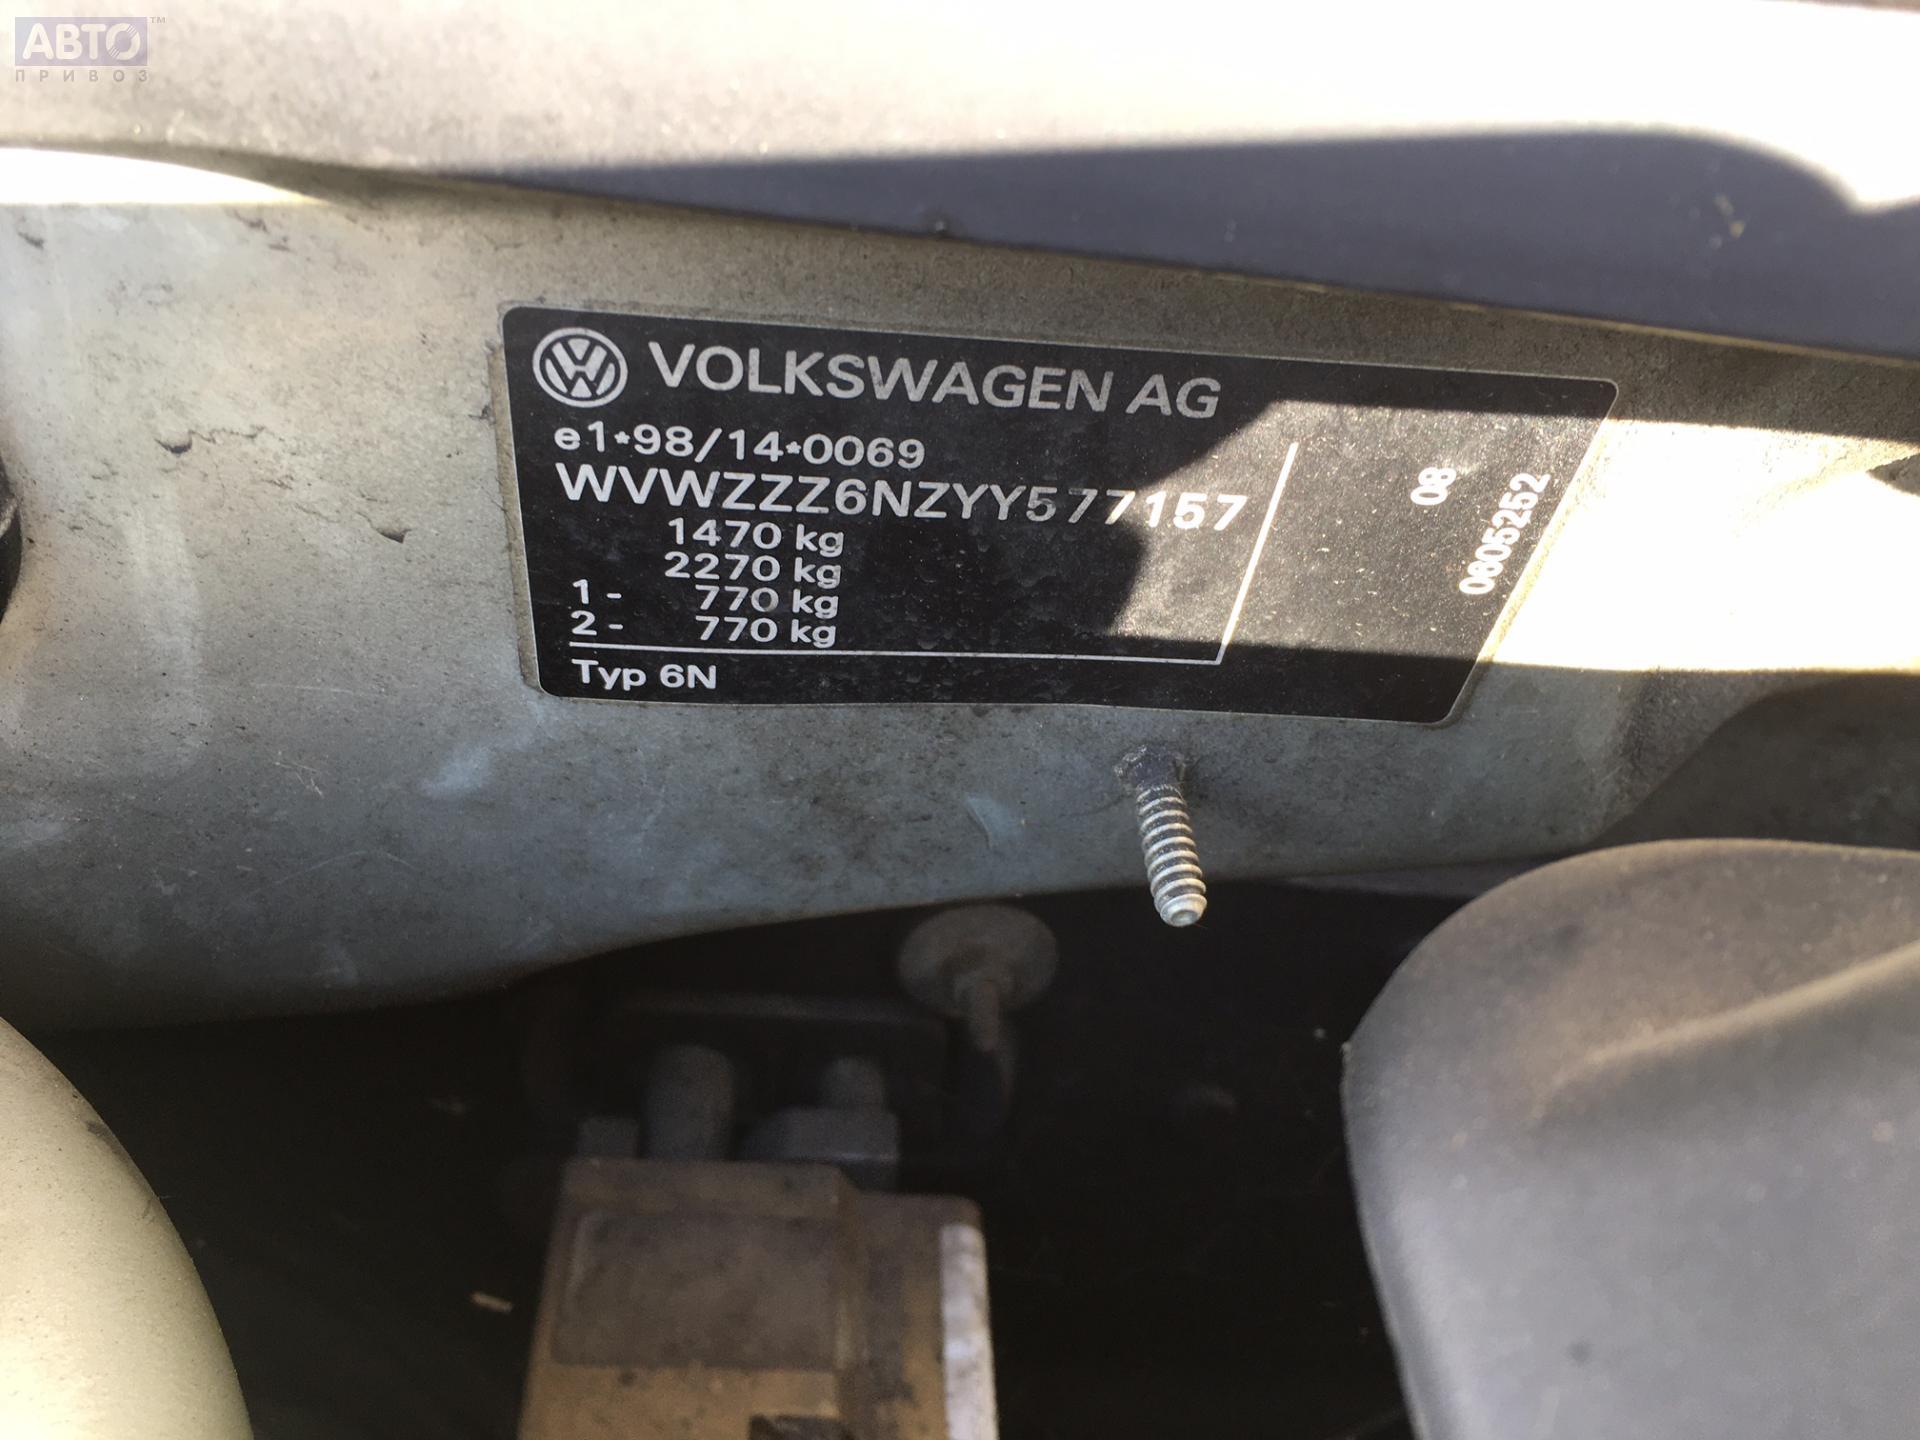 АВТО™
ПРИВОЗ
VOLKSWAGEN AG
e1*98/14*0069
WVWZZZ6NZYY577157
1470 kg
2270 kg
1- 770 kg
2- 770 kg
Typ 6N
08
0805252